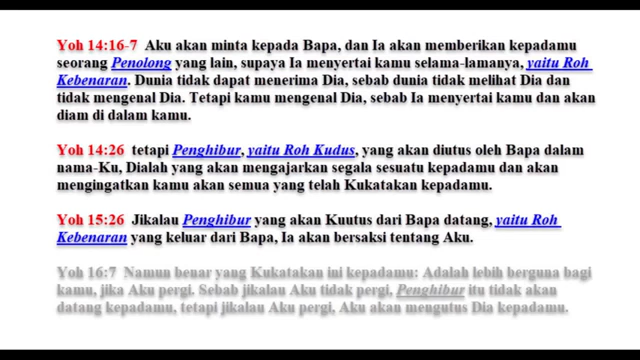 Yoh 14:16-7 Aku akan minta kepada Bapa, dan Ia akan memberikan kepadamu
seorang Penolong yang lain, supaya Ia menyertai kamu selama-lamanya, yaitu Roh
Kebenaran. Dunia tidak dapat menerima Dia, sebab dunia tidak melihat Dia dan
tidak mengenal Dia. Tetapi kamu mengenal Dia, sebab Ia menyertai kamu dan akan
diam di dalam kamu.
Yoh 14:26 tetapi Penghibur, yaitu Roh Kudus, yang akan diutus oleh Bapa dalam
nama-Ku, Dialah yang akan mengajarkan segala sesuatu kepadamu dan akan
mengingatkan kamu akan semua yang telah Kukatakan kepadamu.
Yoh 15:26 Jikalau Penghibur yang akan Kuutus dari Bapa datang, yaitu Roh
Kebenaran yang keluar dari Bapa, Ia akan bersaksi tentang Aku.
Yoh 16:7 Namun benar yang Kukatakan ini kepadamu: Adalah lebih berguna bagi
kamu, jika Aku pergi. Sebab jikalau Aku tidak pergi, Penghibur itu tidak akan
datang kepadamu, tetapi jikalau Aku pergi, Aku akan mengutus Dia kepadamu.